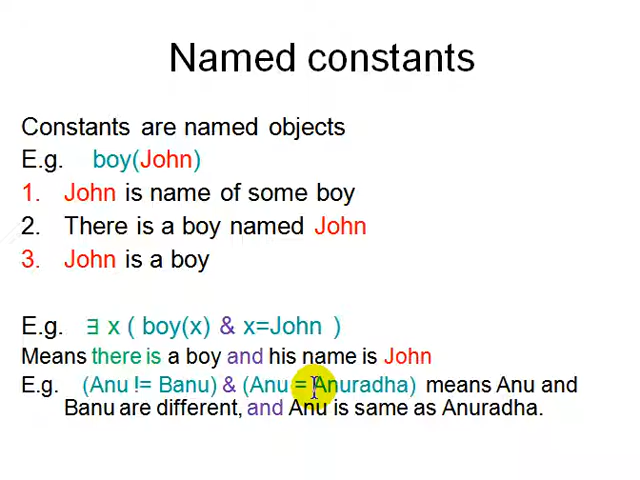 Named constants
Constants are named objects
E.g. boy(John)
1. John is name of some boy
2. There is a boy named John
3. John is a boy
E.g. ∃ x ( boy(x) & x=John )
Means there is a boy and his name is John
E.g. (Anu != Banu) & (Anu = Anuradha) means Anu and
Banu are different, and Anu is same as Anuradha.